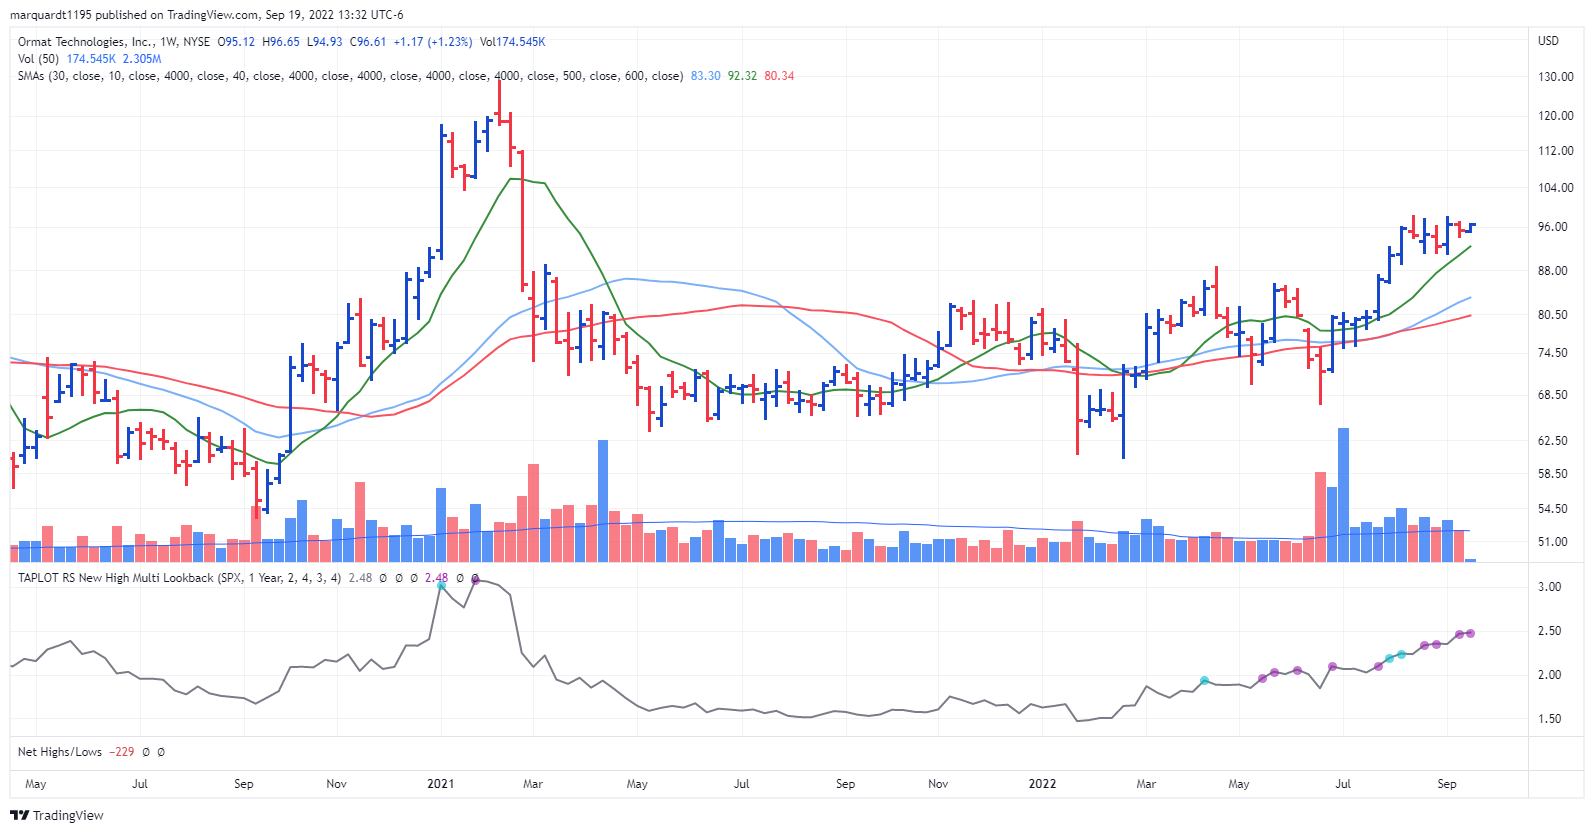 marquardt1195 published on TradingView.com, Sep 19, 2022 13:32 UTC-6
Ormat Technologies, Inc., 1W, NYSE O95.12 H96.65 L94.93 C96.61 +1.17 (+1.23%) Vol174.545K
USD
Vol (50) 174.545K 2.305M
SMAs (30, close, 10, close, 4000, close, 40, close, 4000, close, 4000, close, 4000, close, 4000, close, 500, close, 600, close) 83.30 92.32 80.34
130.00
120.00
112.00
104.00
96.00
88.00
80.50
74.50
68.50
62.50
58.50
54.50
51.00
TAPLOT RS New High Multi Lookback (SPX, 1 Year, 2, 4, 3, 4) 2.48 Ø Ø Ø 2.48 Ø Ø
3.00
2.50
2.00
1.50
Net Highs/Lows −229 Ø Ø
May Jul Sep Nov 2021 Mar May Jul Sep Nov 2022 Mar May Jul Sep
TradingView